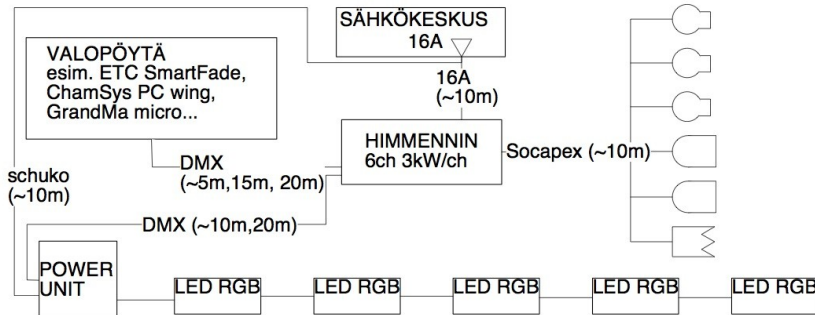 SÄHKÖKESKUS
16A
VALOPÖYTÄ
esim. ETC SmartFade,
ChamSys PC wing,
GrandMa micro...
16A
(~10m)
HIMMENNIN
6ch 3kW/ch
Socapex (~10m)
DMX
(~5m,15m, 20m)
schuko
(~10m)
DMX (~10m,20m)
POWER
UNIT
LED RGB
LED RGB
LED RGB
LED RGB
LED RGB